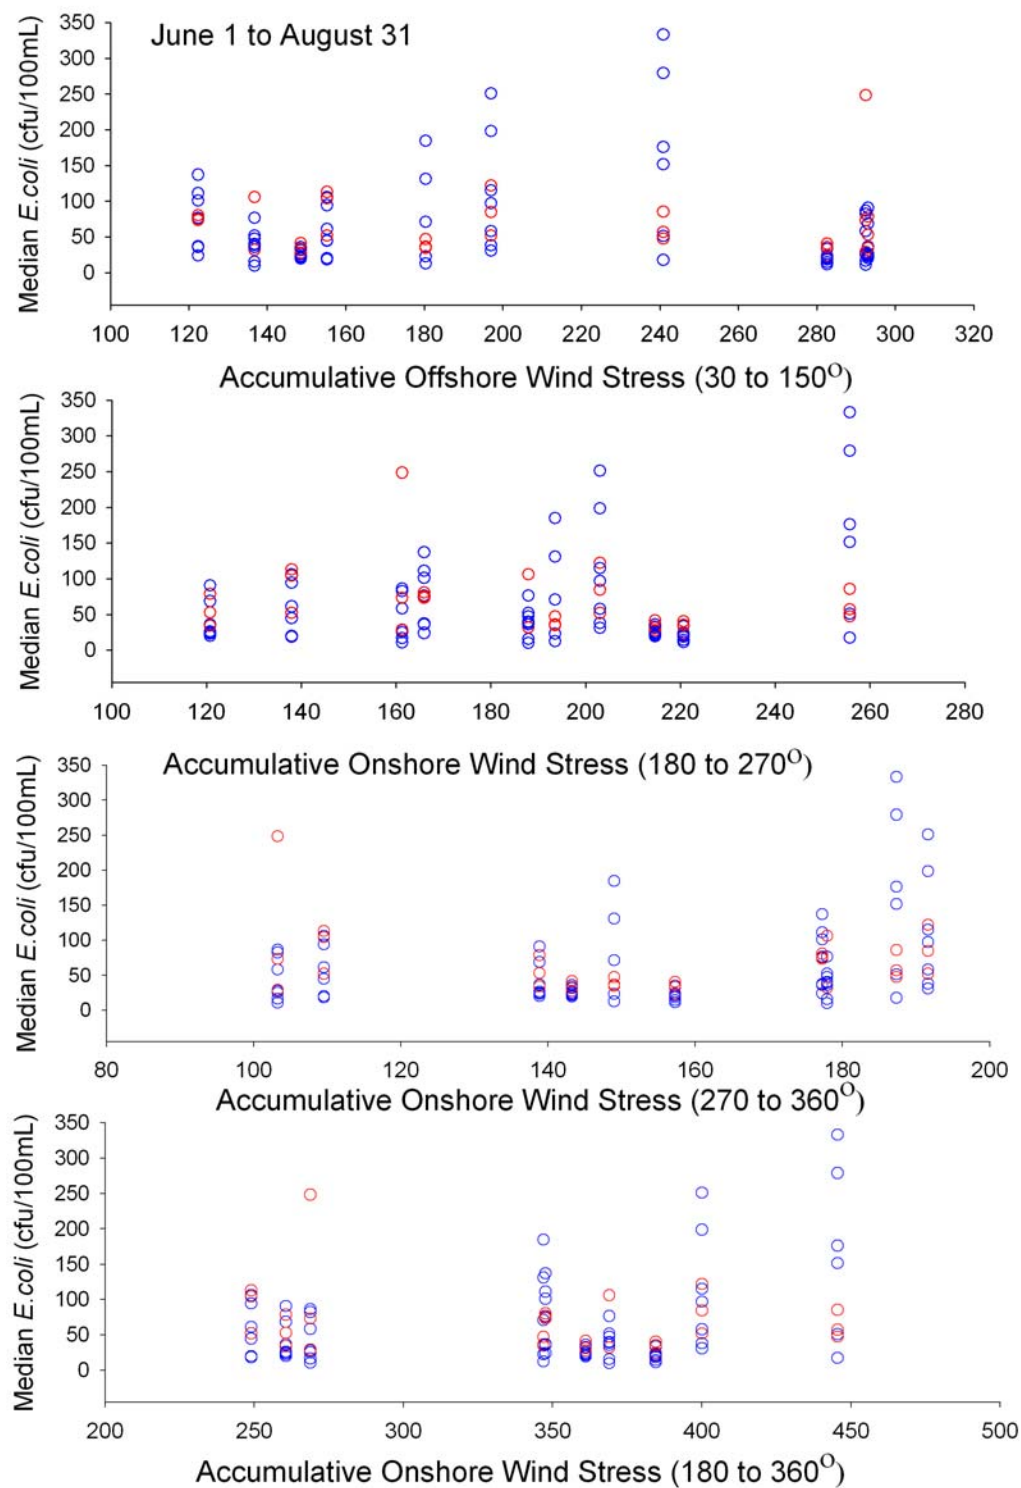 June 1 to August 31
Median E.coli (cfu/100mL)
350
300
250
200
150
100
50
0
100 120 140 160 180 200 220 240 260 280 300 320
Accumulative Offshore Wind Stress (30 to 150O)
Median E.coli (cfu/100mL)
350
300
250
200
150
100
50
0
100 120 140 160 180 200 220 240 260 280
Accumulative Onshore Wind Stress (180 to 270O)
Median E.coli (cfu/100mL)
350
300
250
200
150
100
50
0
80 100 120 140 160 180 200
Accumulative Onshore Wind Stress (270 to 360O)
Median E.coli (cfu/100mL)
350
300
250
200
150
100
50
0
200 250 300 350 400 450 500
Accumulative Onshore Wind Stress (180 to 360O)